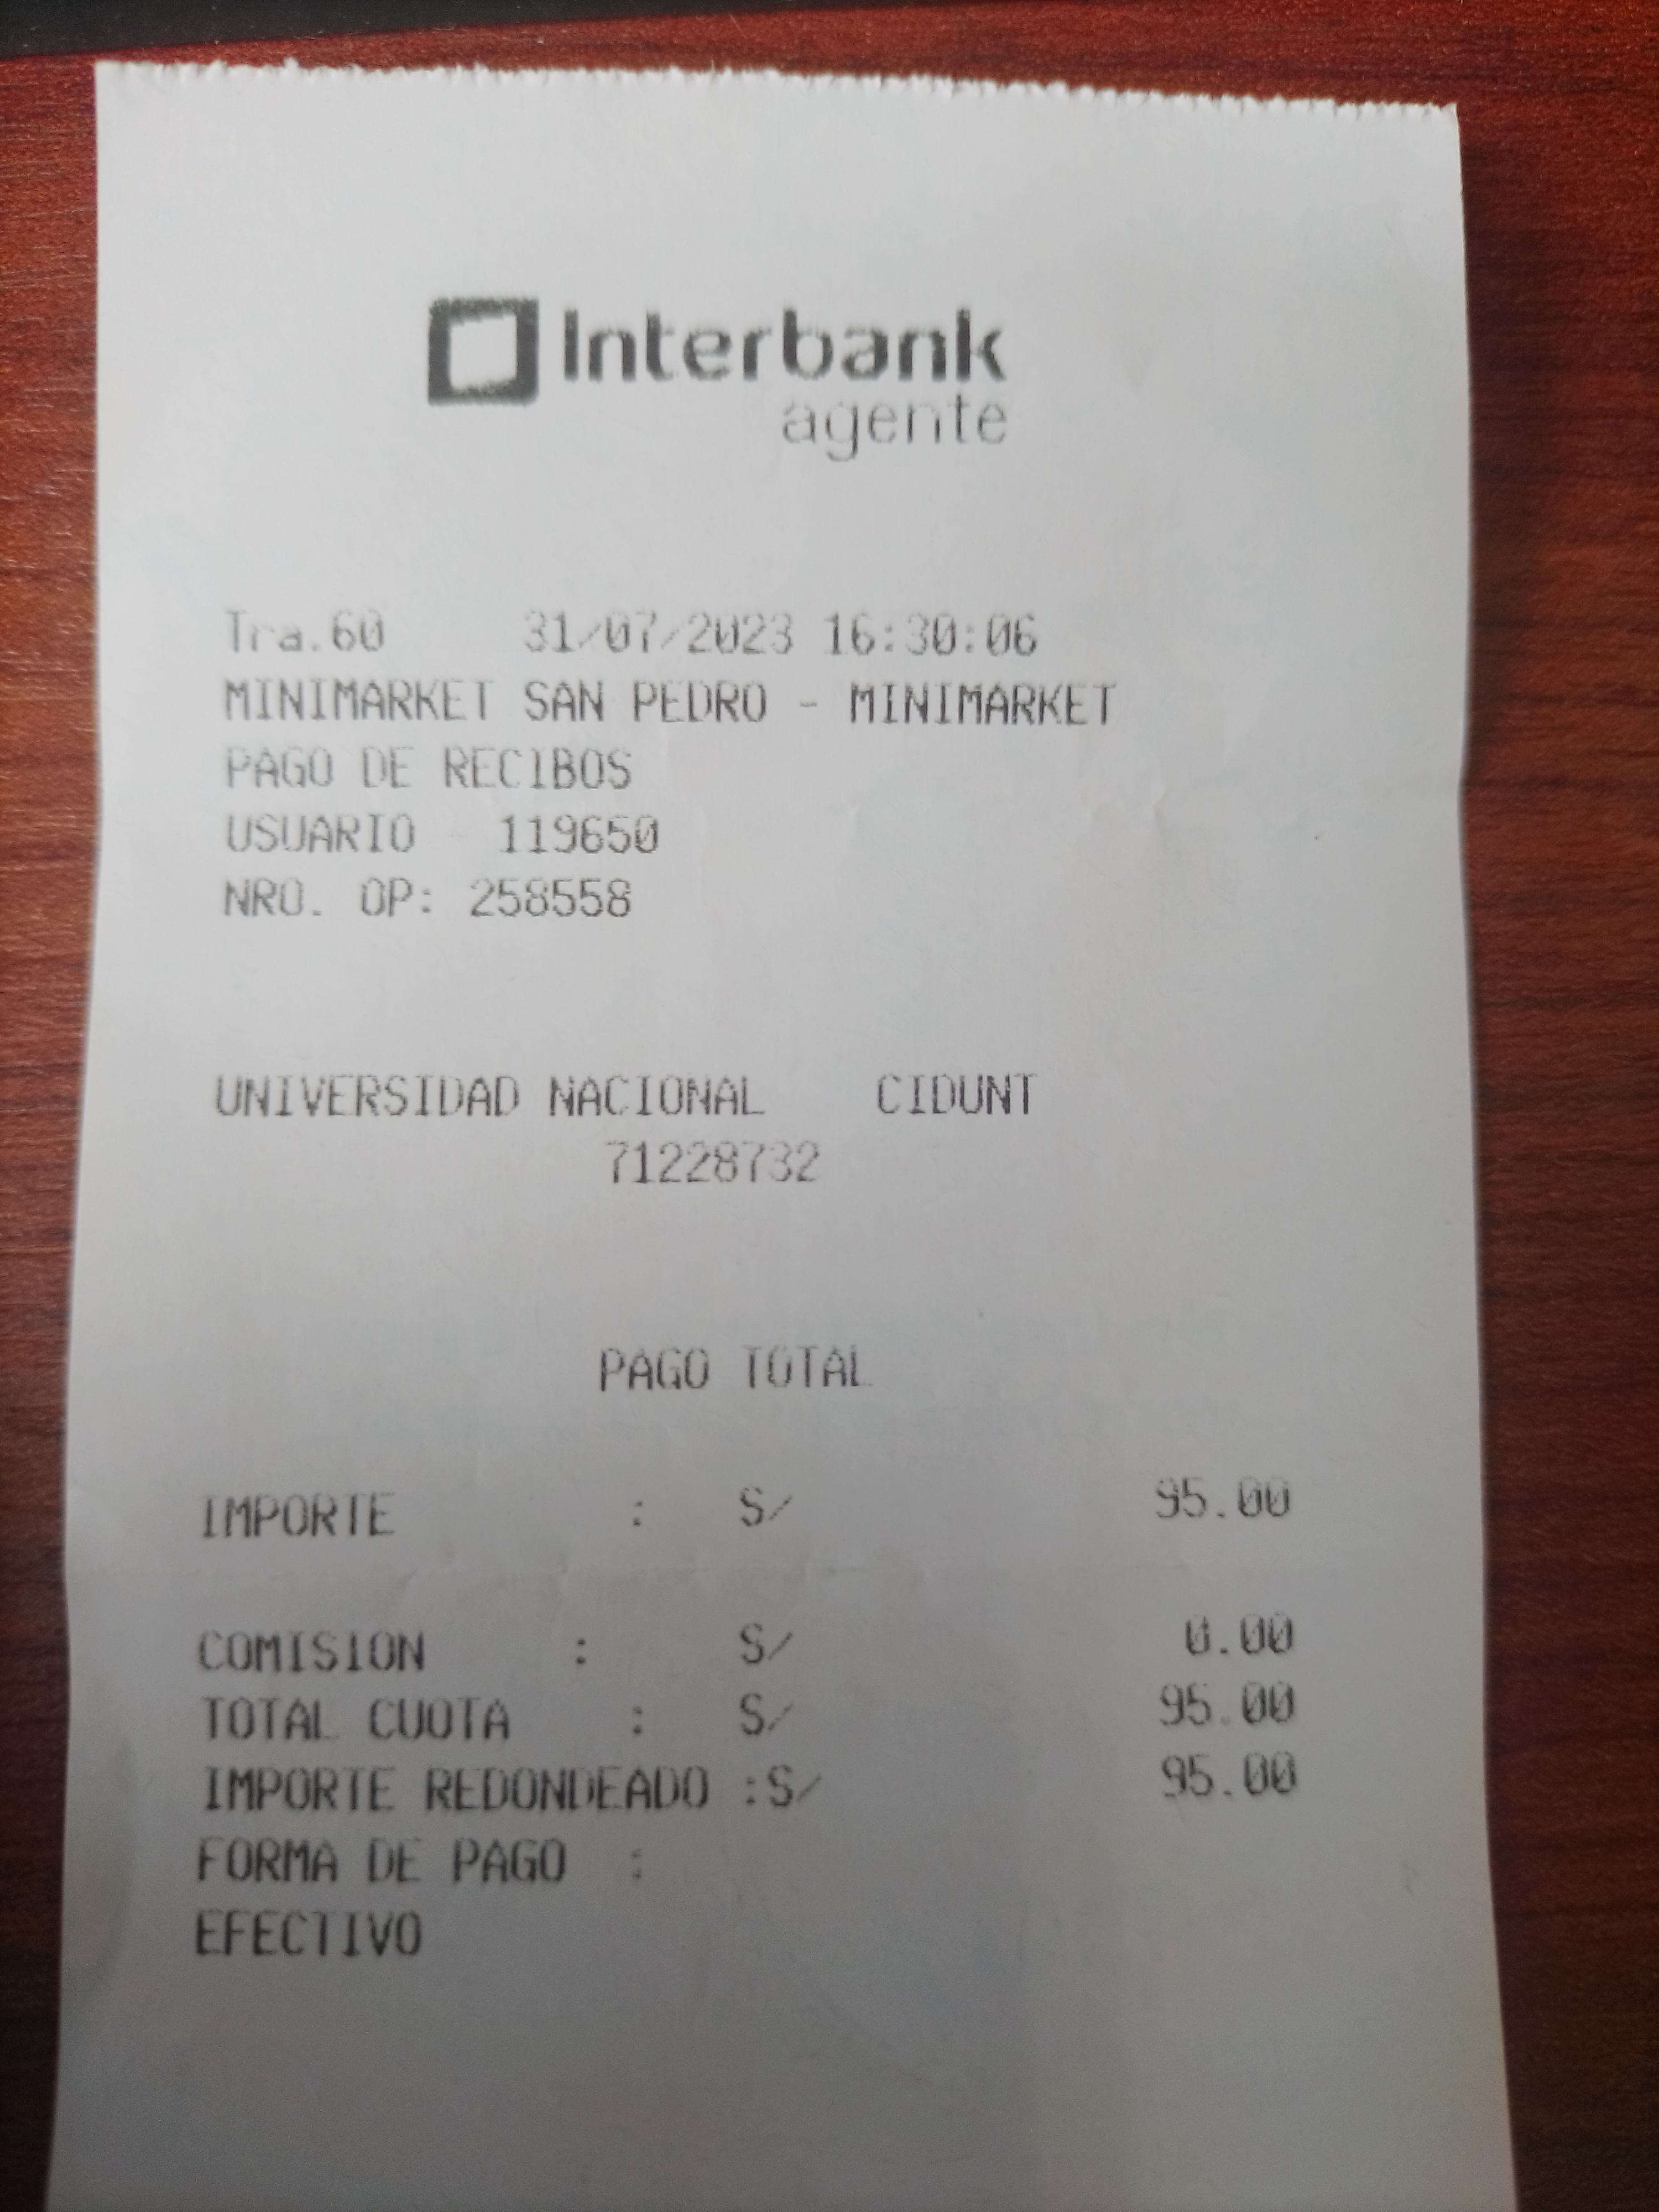 Interbank
agente
Tra.60 31/07/2023 16:30:06
MINIMARKET SAN PEDRO - MINIMARKET
PAGO DE RECIBOS
USUARIO 119650
NRO. OP: 258558
UNIVERSIDAD NACIONAL CIDUNT
71228732
PAGO TOTAL
IMPORTE : S/ 95.00
COMISION : S/ 0.00
TOTAL CUOTA : S/ 95.00
IMPORTE REDONDEADO :S/ 95.00
FORMA DE PAGO :
EFECTIVO